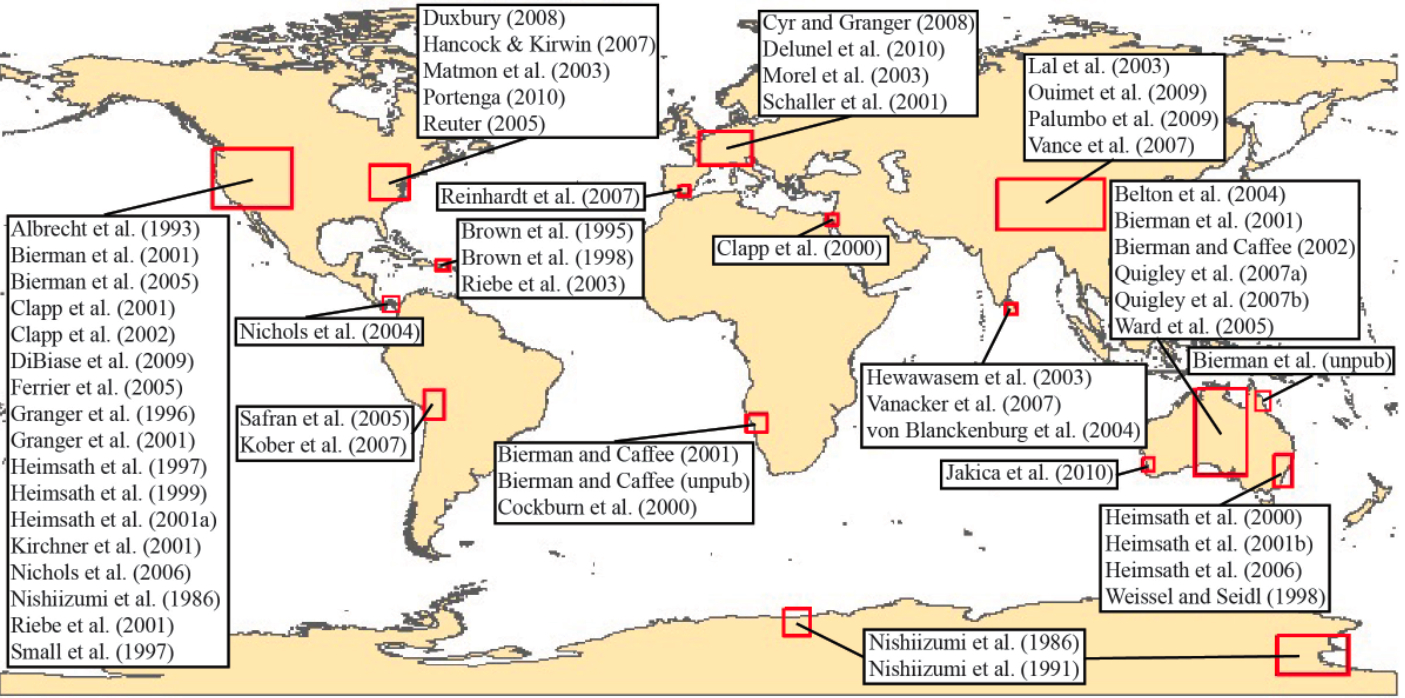 Duxbury (2008)
Hancock & Kirwin (2007)
Matmon et al. (2003)
Portenga (2010)
Reuter (2005)
Cyr and Granger (2008)
Delunel et al. (2010)
Morel et al. (2003)
Schaller et al. (2001)
Lal et al. (2003)
Ouimet et al. (2009)
Palumbo et al. (2009)
Vance et al. (2007)
Reinhardt et al. (2007)
Belton et al. (2004)
Bierman et al. (2001)
Bierman and Caffee (2002)
Quigley et al. (2007a)
Quigley et al. (2007b)
Ward et al. (2005)
Albrecht et al. (1993)
Bierman et al. (2001)
Bierman et al. (2005)
Clapp et al. (2001)
Clapp et al. (2002)
DiBiase et al. (2009)
Ferrier et al. (2005)
Granger et al. (1996)
Granger et al. (2001)
Heimsath et al. (1997)
Heimsath et al. (1999)
Heimsath et al. (2001a)
Kirchner et al. (2001)
Nichols et al. (2006)
Nishiizumi et al. (1986)
Riebe et al. (2001)
Small et al. (1997)
Brown et al. (1995)
Brown et al. (1998)
Riebe et al. (2003)
Clapp et al. (2000)
Nichols et al. (2004)
Bierman et al. (unpub)
Hewawasem et al. (2003)
Vanacker et al. (2007)
von Blanckenburg et al. (2004)
Safran et al. (2005)
Kober et al. (2007)
Bierman and Caffee (2001)
Bierman and Caffee (unpub)
Cockburn et al. (2000)
Jakica et al. (2010)
Heimsath et al. (2000)
Heimsath et al. (2001b)
Heimsath et al. (2006)
Weissel and Seidl (1998)
Nishiizumi et al. (1986)
Nishiizumi et al. (1991)